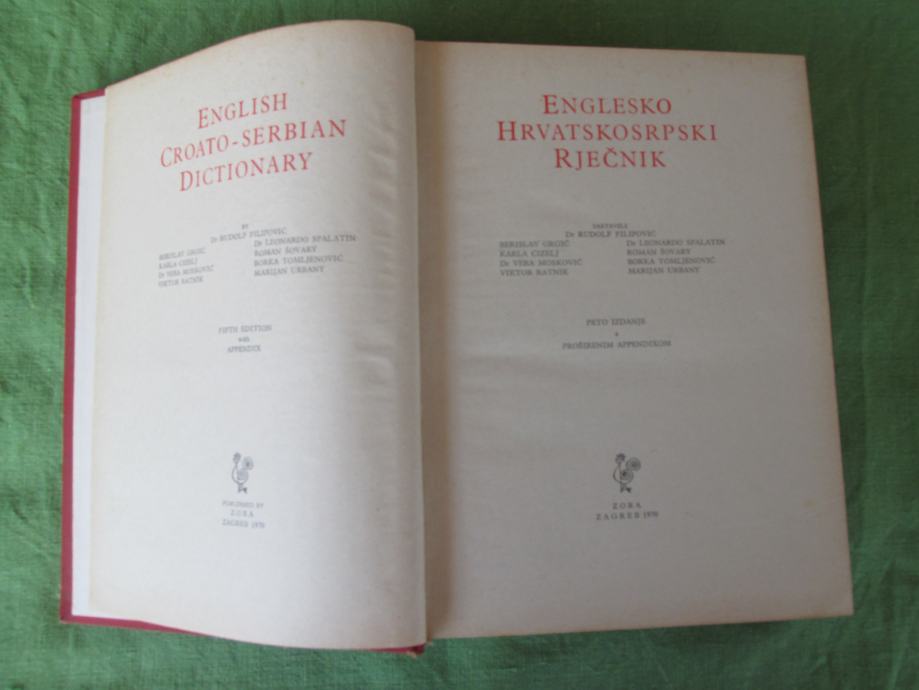 ENGLISH
CROATO-SERBIAN
DICTIONARY
BY
Dr RUDOLF FILIPOVIĆ
BERISLAV GRGIĆ Dr LEONARDO SPALATIN
KARLA CIZELJ ROMAN ŠOVARY
Dr VERA MOSKOVIĆ BORKA TOMLJENOVIĆ
VIKTOR RATNIK MARIJAN URBANY
FIFTH EDITION
with
APPENDIX
PUBLISHED BY
ZORA
ZAGREB 1970
ENGLESKO
HRVATSKOSRPSKI
RJEČNIK
SASTAVILI
Dr RUDOLF FILIPOVIĆ
BERISLAV GRGIĆ Dr LEONARDO SPALATIN
KARLA CIZELJ ROMAN ŠOVARY
Dr VERA MOSKOVIĆ BORKA TOMLJENOVIĆ
VIKTOR RATNIK MARIJAN URBANY
PETO IZDANJE
s
PROŠIRENIM APPENDIXOM
ZORA
ZAGREB 1970